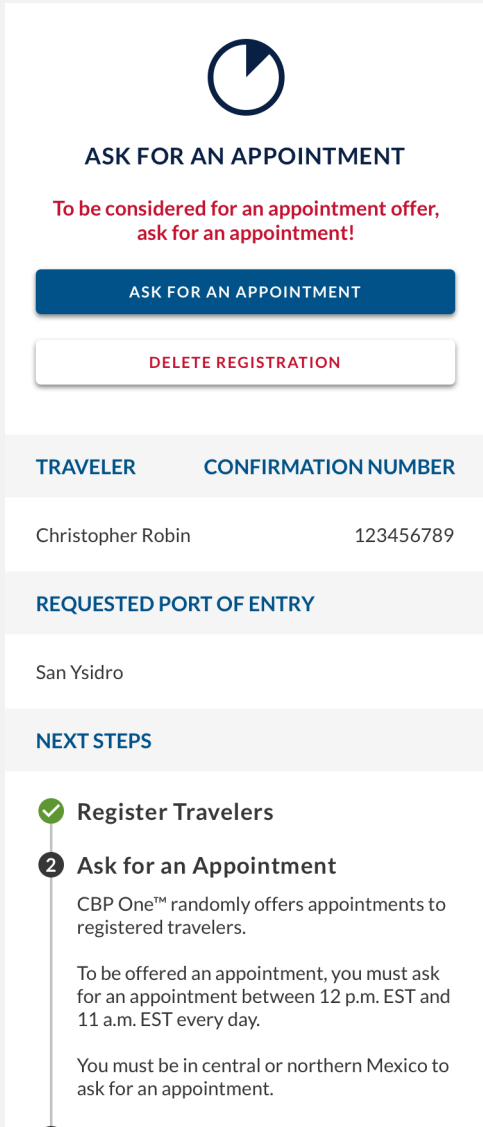 ASK FOR AN APPOINTMENT
To be considered for an appointment offer,
ask for an appointment!
ASK FOR AN APPOINTMENT
DELETE REGISTRATION
TRAVELER CONFIRMATION NUMBER
Christopher Robin 123456789
REQUESTED PORT OF ENTRY
San Ysidro
NEXT STEPS
Register Travelers
2 Ask for an Appointment
CBP One™ randomly offers appointments to
registered travelers.
To be offered an appointment, you must ask
for an appointment between 12 p.m. EST and
11 a.m. EST every day.
You must be in central or northern Mexico to
ask for an appointment.